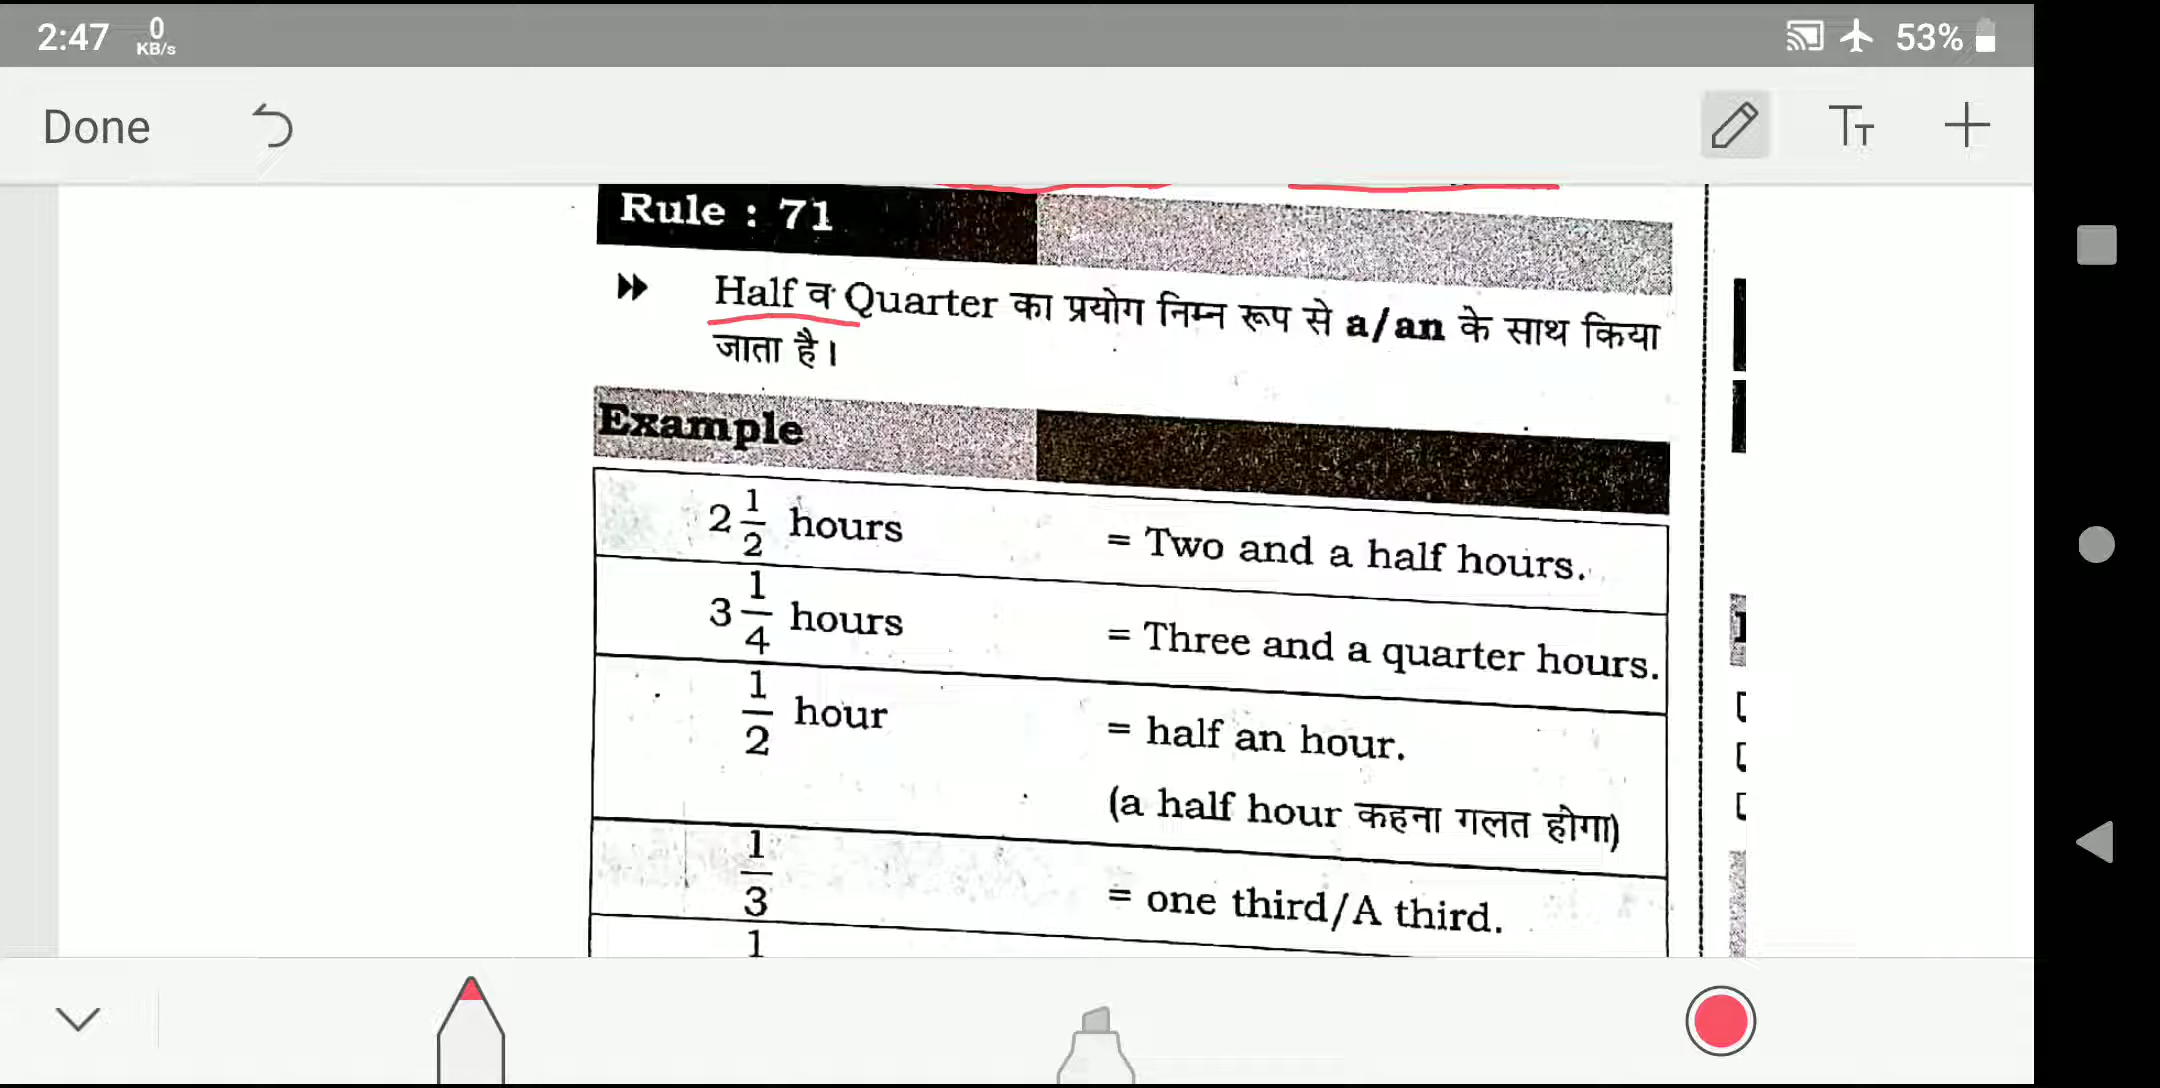 2:47 0 KB/s 53%
Done TT
Rule : 71
Half व Quarter का प्रयोग निम्न रूप से a/an के साथ किया
जाता है।
Example
2 1/2 hours = Two and a half hours.
3 1/4 hours = Three and a quarter hours.
1/2 hour = half an hour.
(a half hour कहना गलत होगा)
1/3 = one third/A third.
1